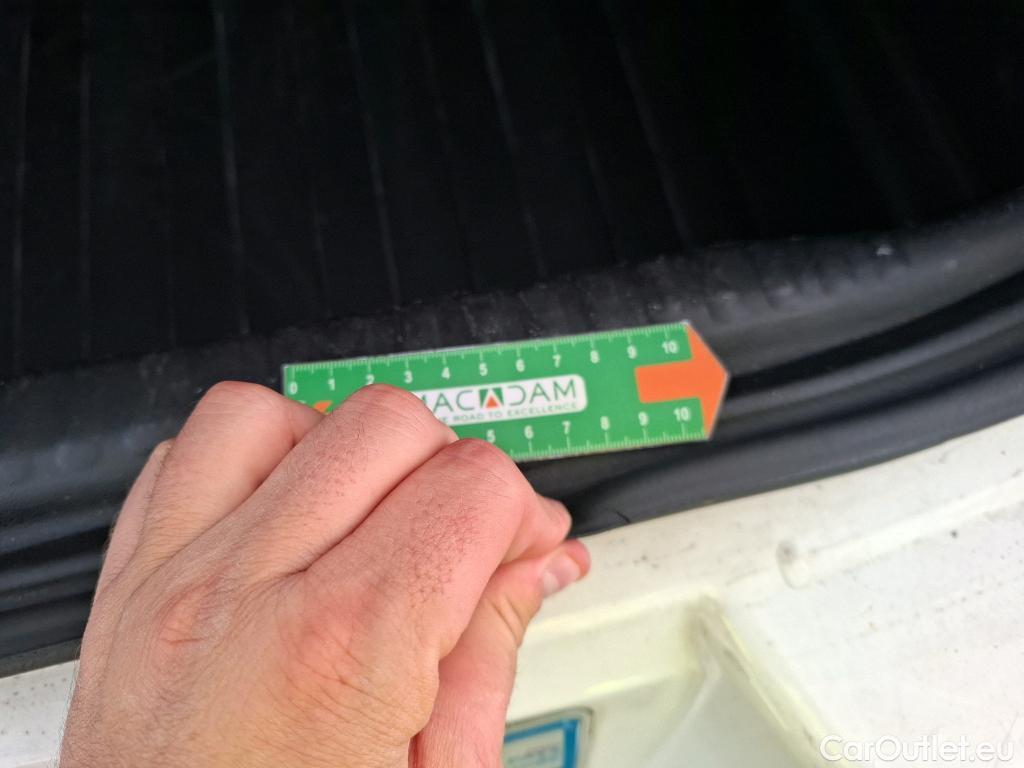 0 1 2 3 4 5 6 7 8 9 10
MACADAM
THE ROAD TO EXCELLENCE
5 6 7 8 9 10
CarOutlet.eu